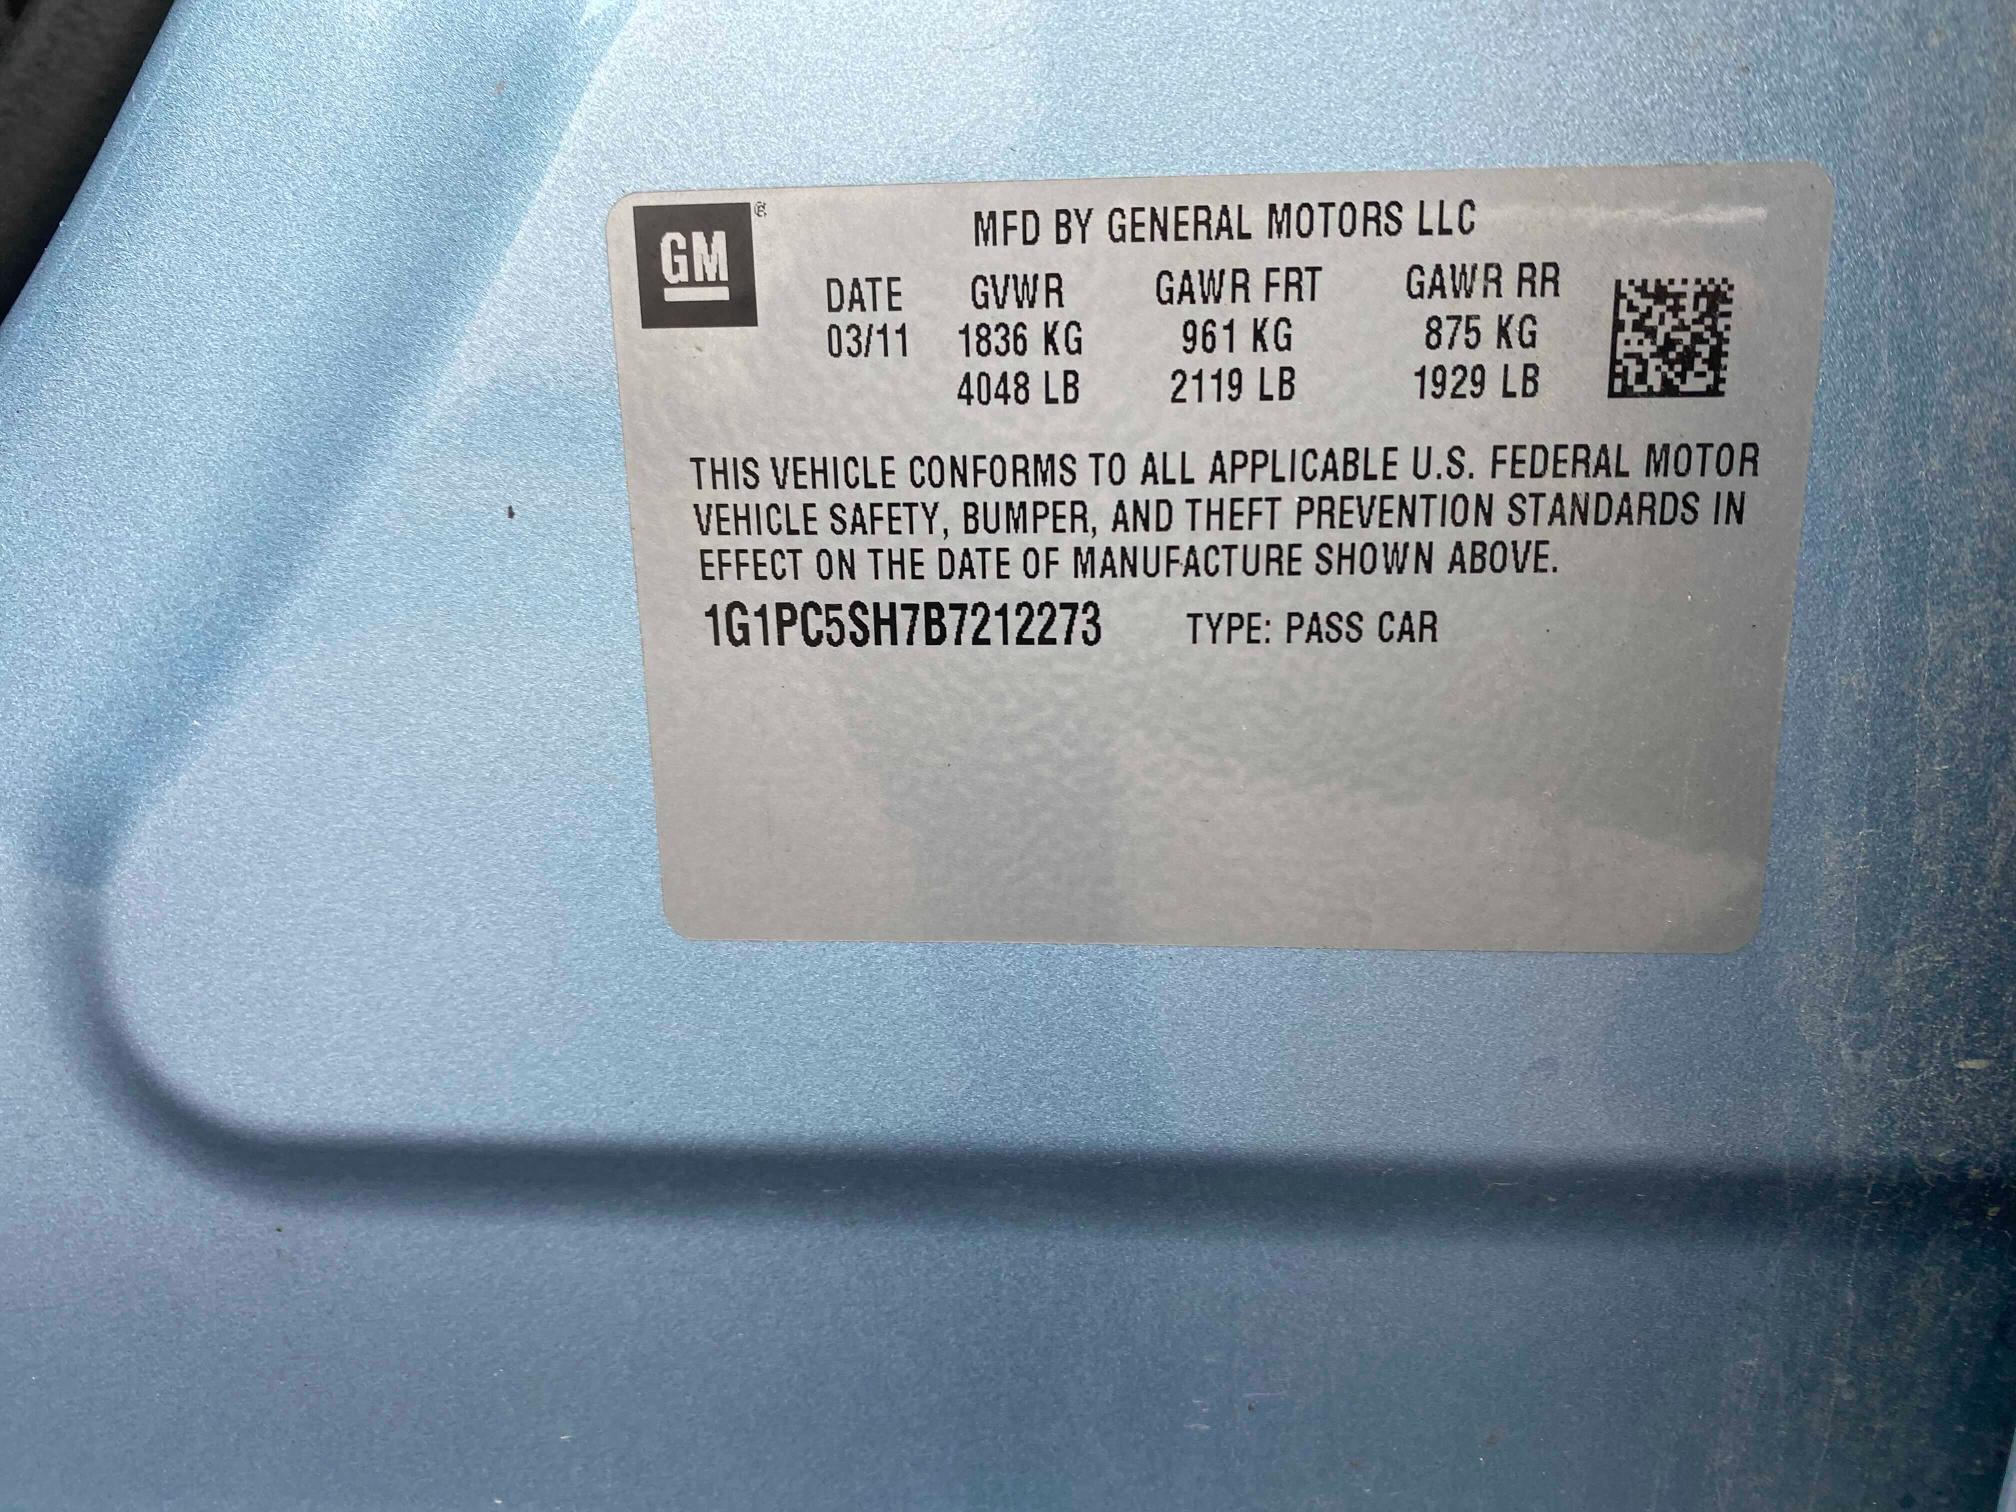 GM ®
MFD BY GENERAL MOTORS LLC
DATE GVWR GAWR FRT GAWR RR
03/11 1836 KG 961 KG 875 KG
4048 LB 2119 LB 1929 LB
THIS VEHICLE CONFORMS TO ALL APPLICABLE U.S. FEDERAL MOTOR
VEHICLE SAFETY, BUMPER, AND THEFT PREVENTION STANDARDS IN
EFFECT ON THE DATE OF MANUFACTURE SHOWN ABOVE.
1G1PC5SH7B7212273 TYPE: PASS CAR